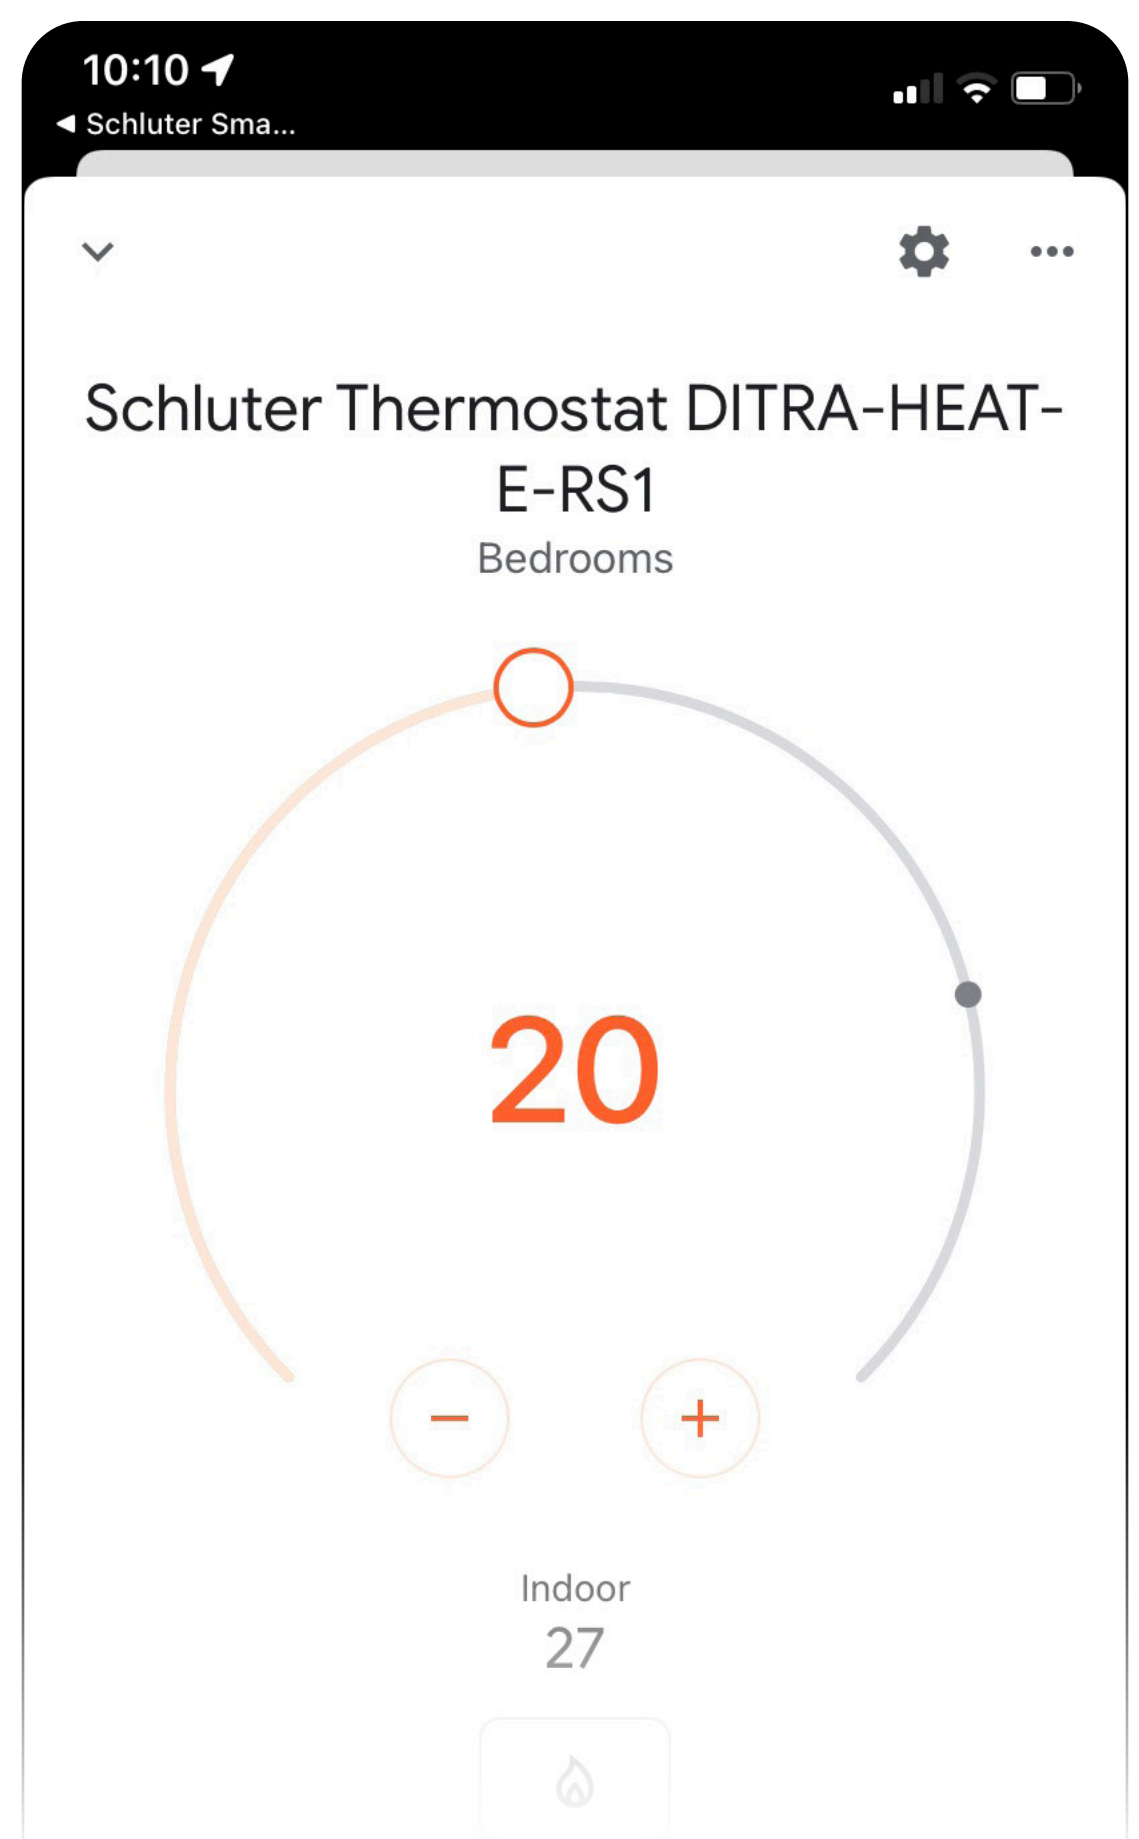 10:10
◀ Schluter Sma...
Schluter Thermostat DITRA-HEAT-
E-RS1
Bedrooms
20
− +
Indoor
27